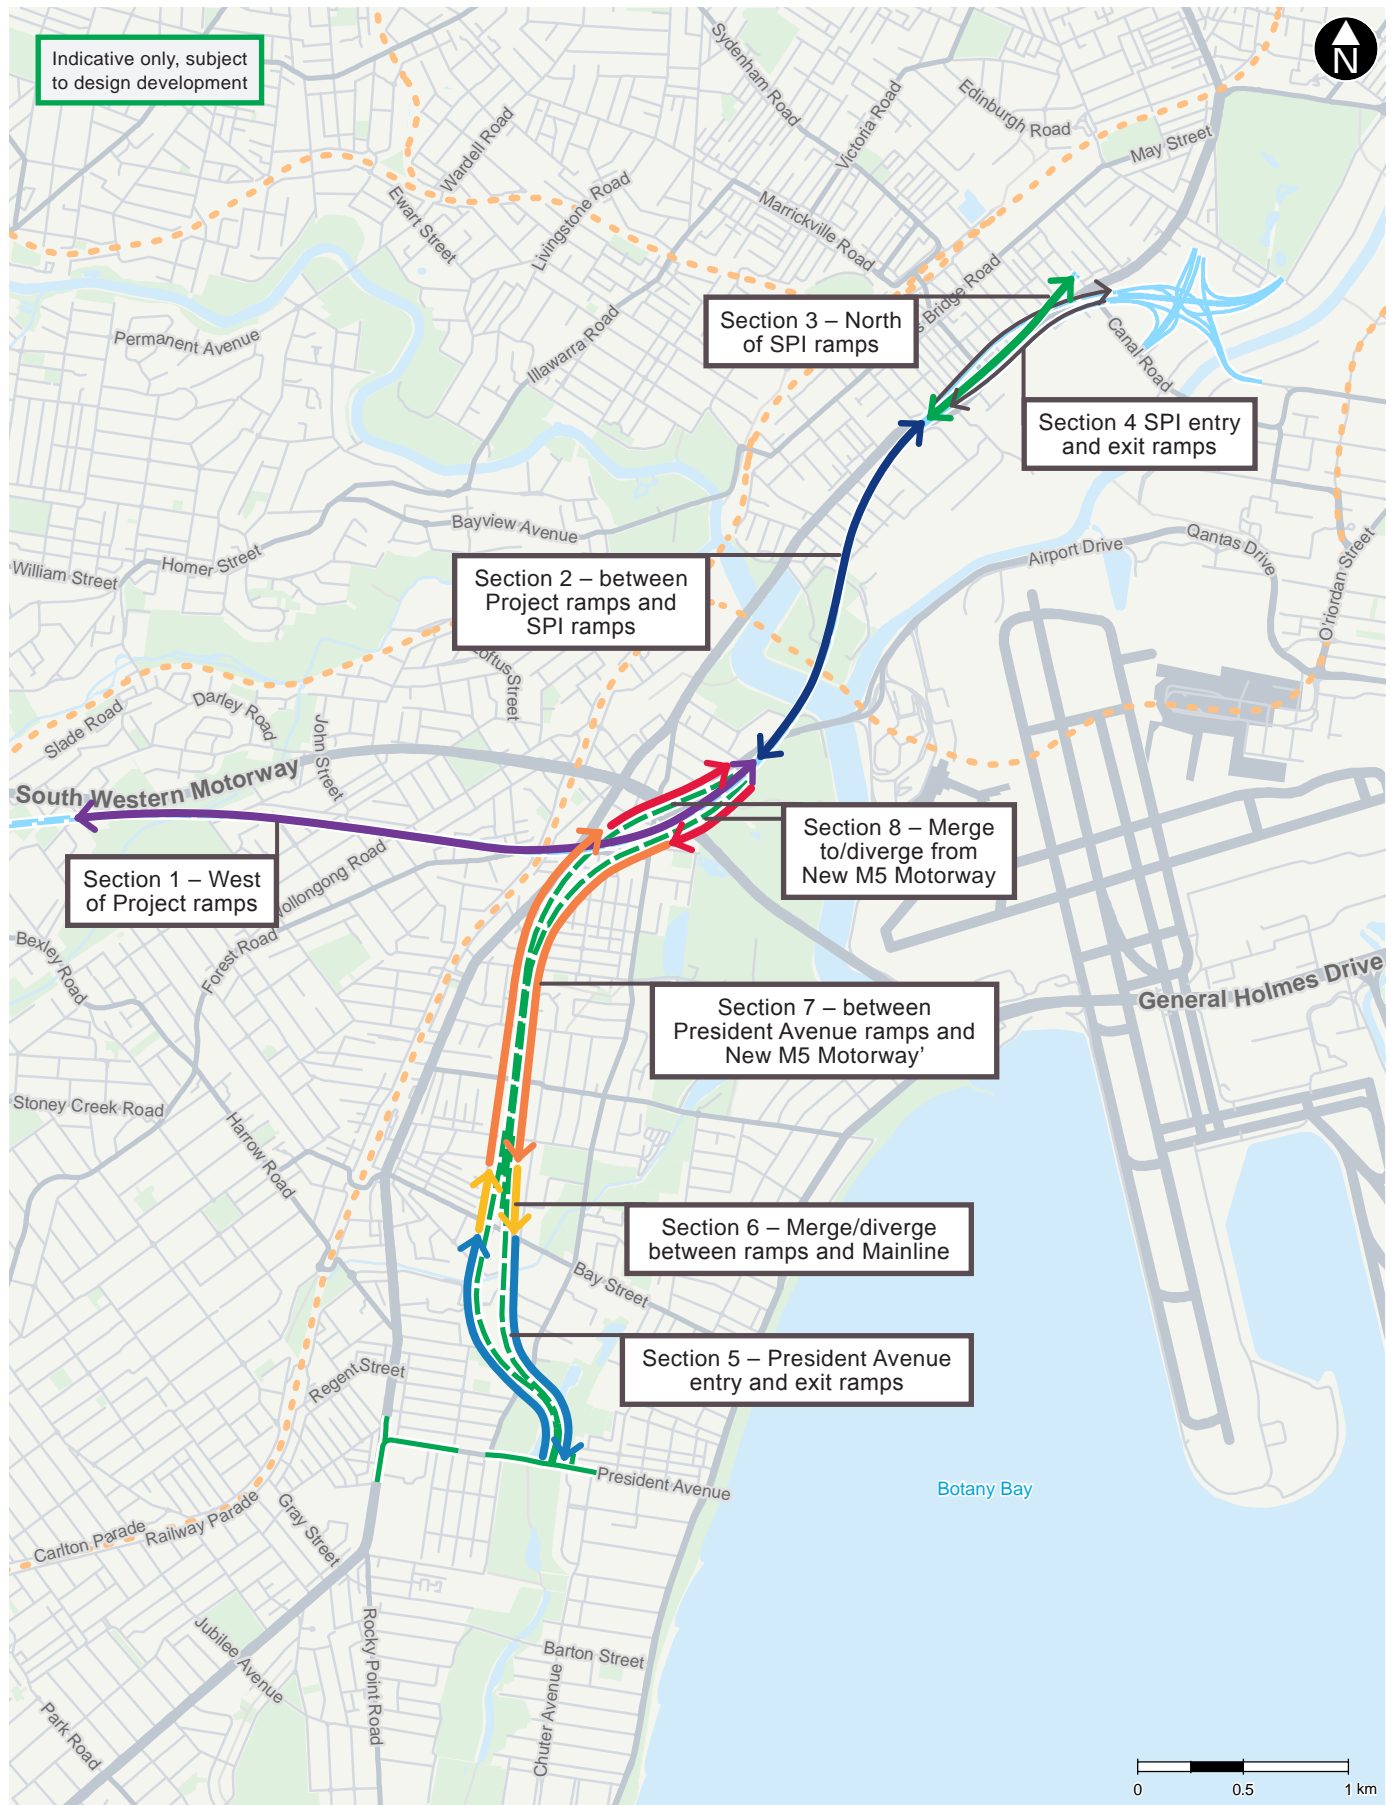 Indicative only, subject
to design development
N
Sydenham Road
Victoria Road
Edinburgh Road
May Street
Wardell Road
Ewart Street
Livingstone Road
Marrickville Road
s Bridge Road
Section 3 – North
of SPI ramps
Canal Road
Permanent Avenue
Illawarra Road
Section 4 SPI entry
and exit ramps
Bayview Avenue
Homer Street
William Street
Airport Drive
Qantas Drive
O'riordan Street
Section 2 – between
Project ramps and
SPI ramps
Loftus Street
Darley Road
Slade Road
John Street
South Western Motorway
Section 8 – Merge
to/diverge from
New M5 Motorway
Section 1 – West
of Project ramps
Wollongong Road
Forest Road
Bexley Road
General Holmes Drive
Section 7 – between
President Avenue ramps and
New M5 Motorway’
Stoney Creek Road
Harrow Road
Section 6 – Merge/diverge
between ramps and Mainline
Bay Street
Section 5 – President Avenue
entry and exit ramps
Regent Street
President Avenue
Botany Bay
Gray Street
Railway Parade
Carlton Parade
Jubilee Avenue
Rocky Point Road
Barton Street
Chuter Avenue
Park Road
0 0.5 1 km